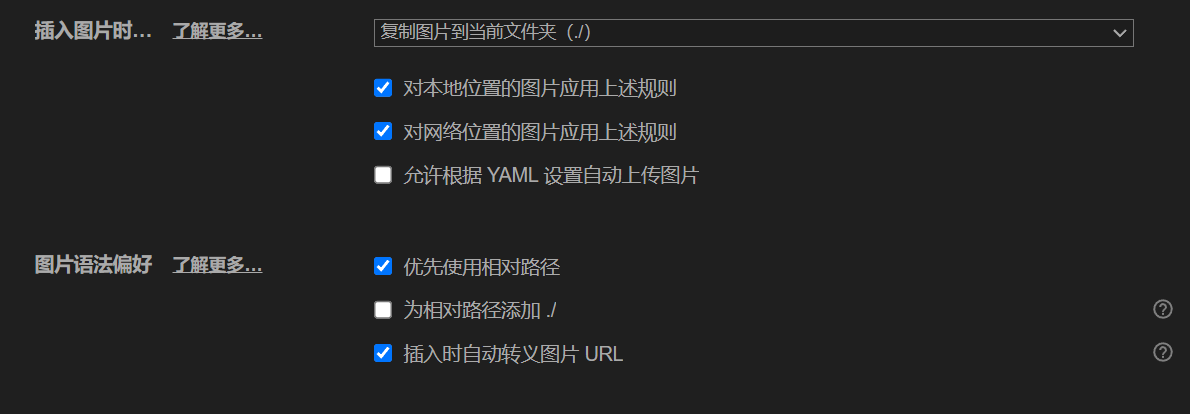 插入图片时... 了解更多... 复制图片到当前文件夹（./）
对本地位置的图片应用上述规则
对网络位置的图片应用上述规则
允许根据 YAML 设置自动上传图片
图片语法偏好 了解更多... 优先使用相对路径
为相对路径添加 ./
插入时自动转义图片 URL